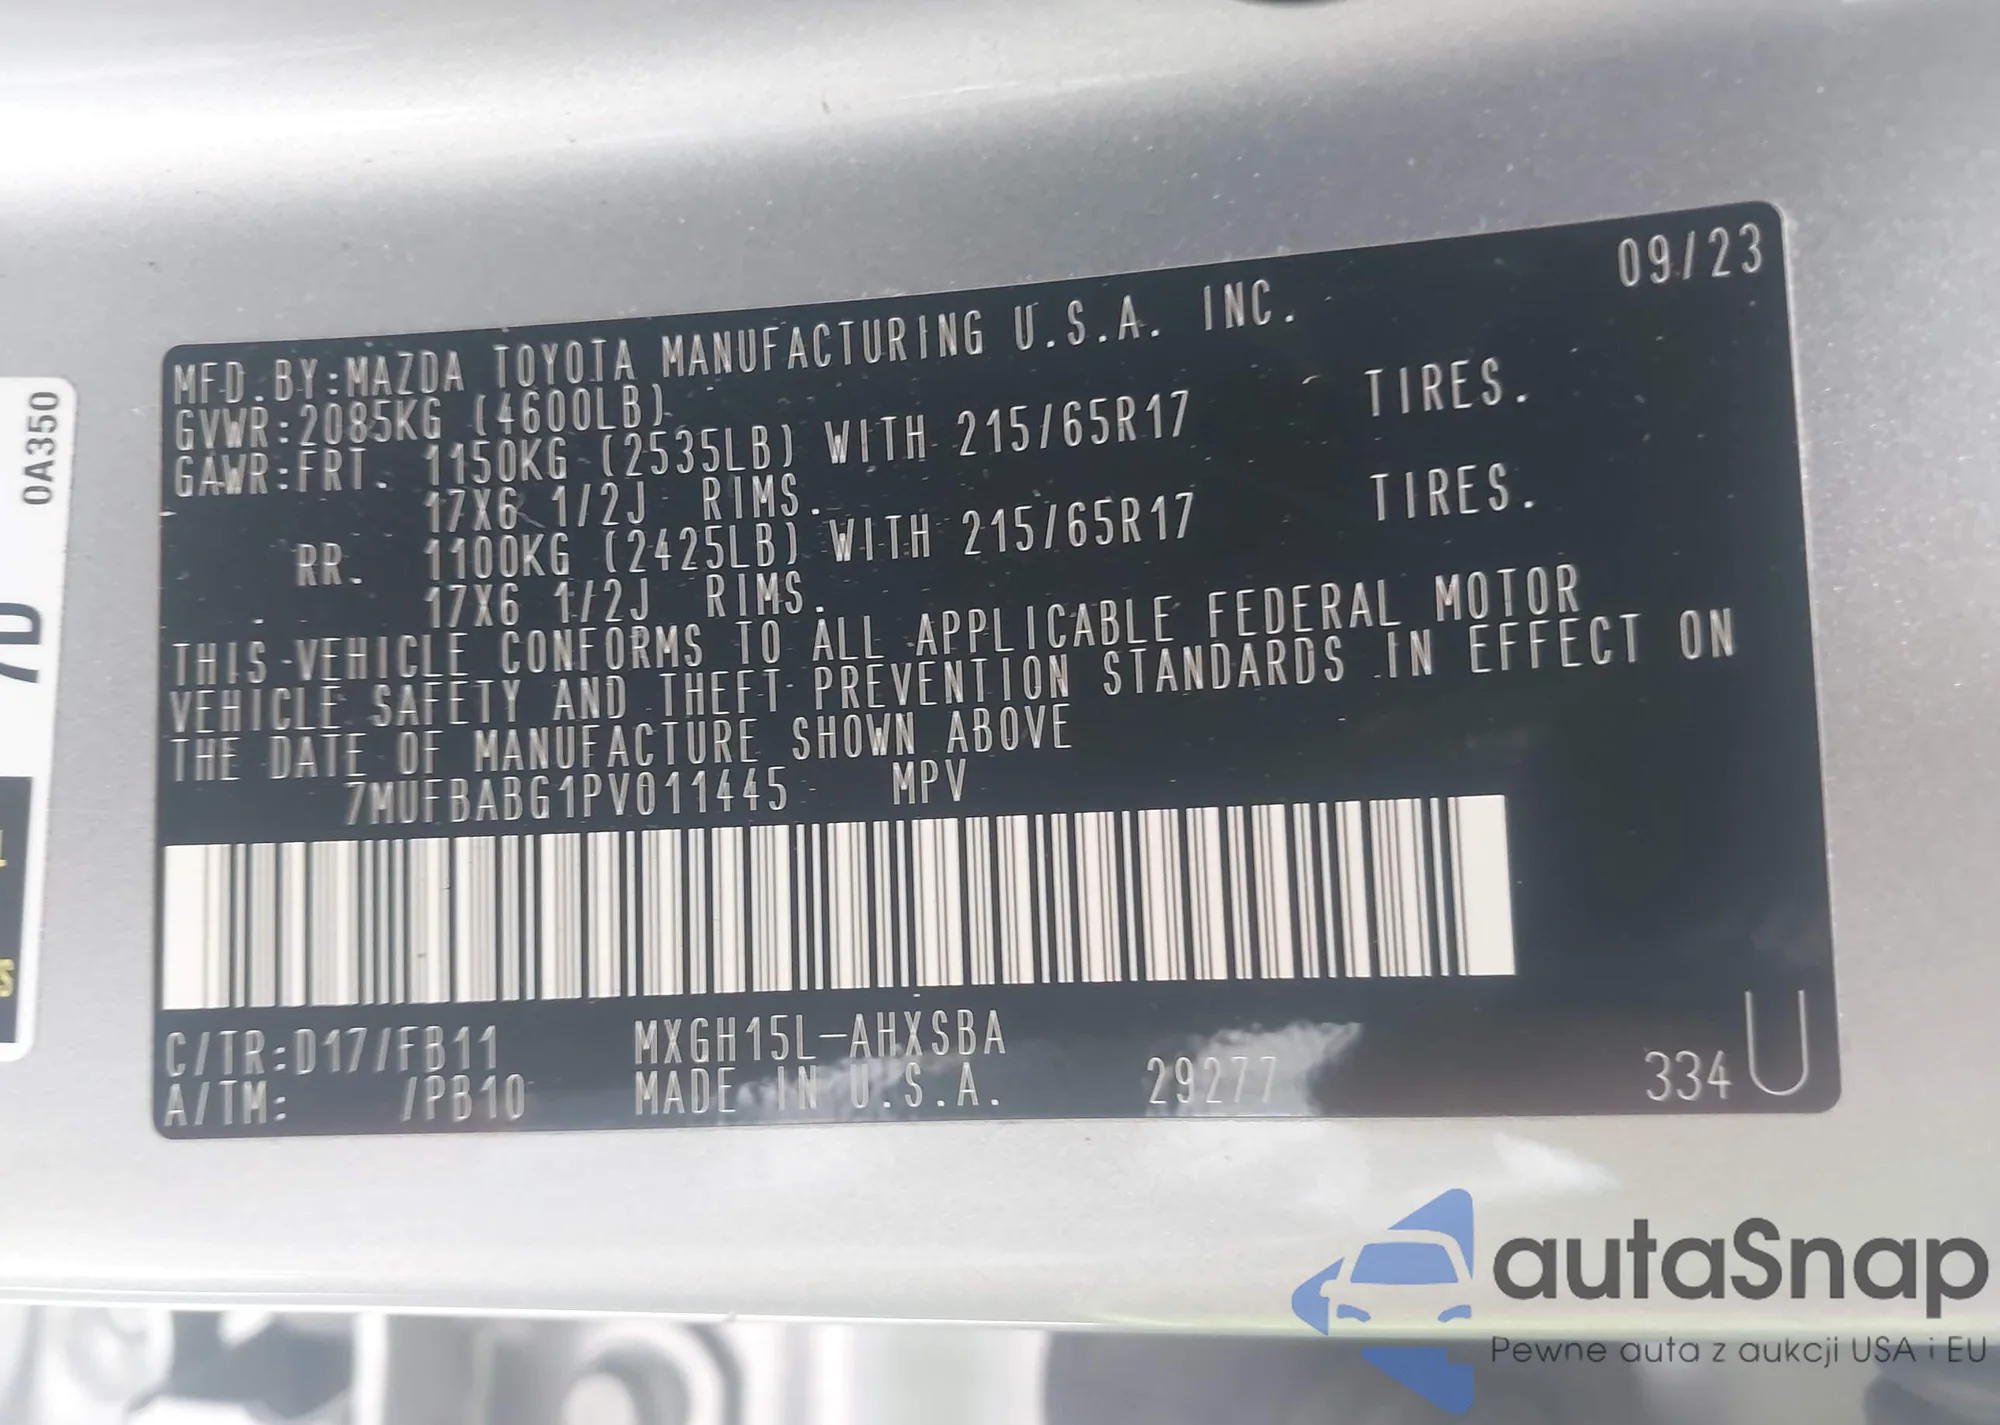 09/23
MFD.BY:MAZDA TOYOTA MANUFACTURING U.S.A. INC.
GVWR:2085KG (4600LB)
GAWR:FRT. 1150KG (2535LB) WITH 215/65R17 TIRES.
17X6 1/2J RIMS.
RR. 1100KG (2425LB) WITH 215/65R17 TIRES.
17X6 1/2J RIMS.
THIS VEHICLE CONFORMS TO ALL APPLICABLE FEDERAL MOTOR
VEHICLE SAFETY AND THEFT PREVENTION STANDARDS IN EFFECT ON
THE DATE OF MANUFACTURE SHOWN ABOVE
7MUFBABG1PV011445 MPV
C/TR:D17/FB11 MXGH15L-AHXSBA
A/TM: /PB10 MADE IN U.S.A. 29277 334 U
0A350
autaSnap
Pewne auta z aukcji USA i EU